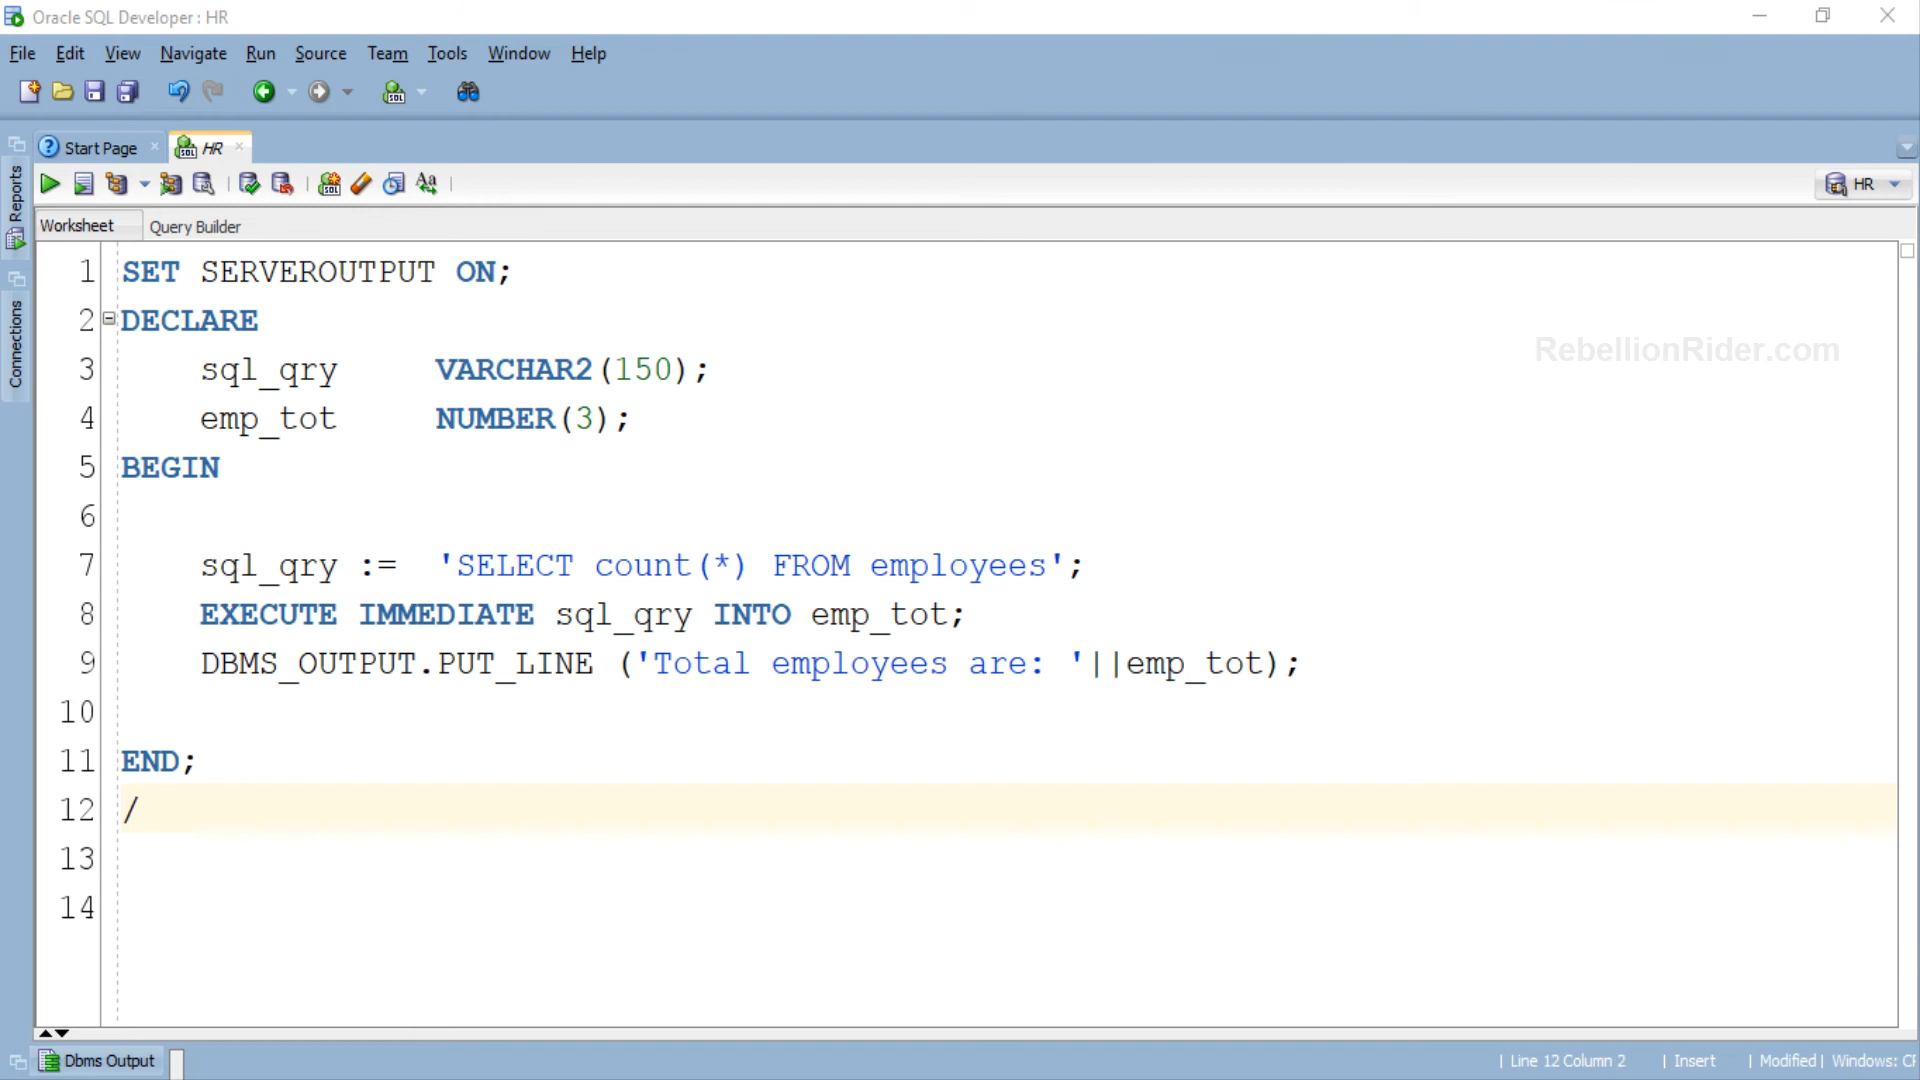 Oracle SQL Developer : HR
File Edit View Navigate Run Source Team Tools Window Help
Start Page HR
HR
Reports
Connections
Worksheet Query Builder
1 SET SERVEROUTPUT ON;
2 DECLARE
3 sql_qry VARCHAR2(150);
4 emp_tot NUMBER(3);
5 BEGIN
6
7 sql_qry := 'SELECT count(*) FROM employees';
8 EXECUTE IMMEDIATE sql_qry INTO emp_tot;
9 DBMS_OUTPUT.PUT_LINE ('Total employees are: '||emp_tot);
10
11 END;
12 /
13
14
RebellionRider.com
Dbms Output
| Line 12 Column 2 | Insert | Modified | Windows: